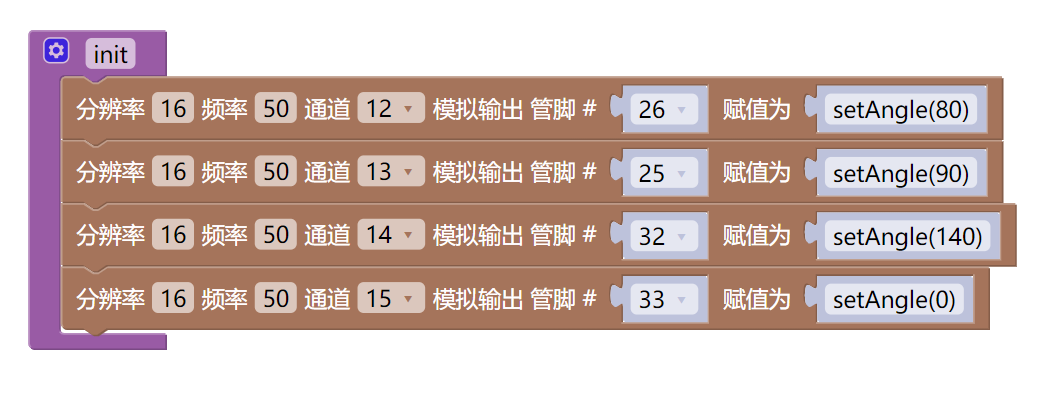 init
分辨率 16 频率 50 通道 12 模拟输出 管脚 # 26 赋值为 setAngle(80)
分辨率 16 频率 50 通道 13 模拟输出 管脚 # 25 赋值为 setAngle(90)
分辨率 16 频率 50 通道 14 模拟输出 管脚 # 32 赋值为 setAngle(140)
分辨率 16 频率 50 通道 15 模拟输出 管脚 # 33 赋值为 setAngle(0)